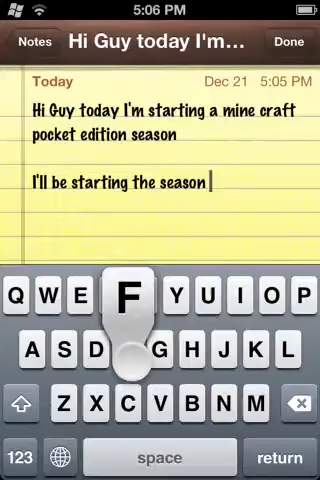 5:06 PM
Notes Hi Guy today I'm... Done
Today Dec 21 5:05 PM
Hi Guy today I'm starting a mine craft
pocket edition season
I'll be starting the season
Q W E Y U I O P
F
A S D G H J K L
Z X C V B N M
123 space return